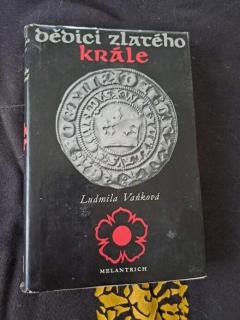 Dědici zlatého
krále
Ludmila Vaňková
MELANTRICH